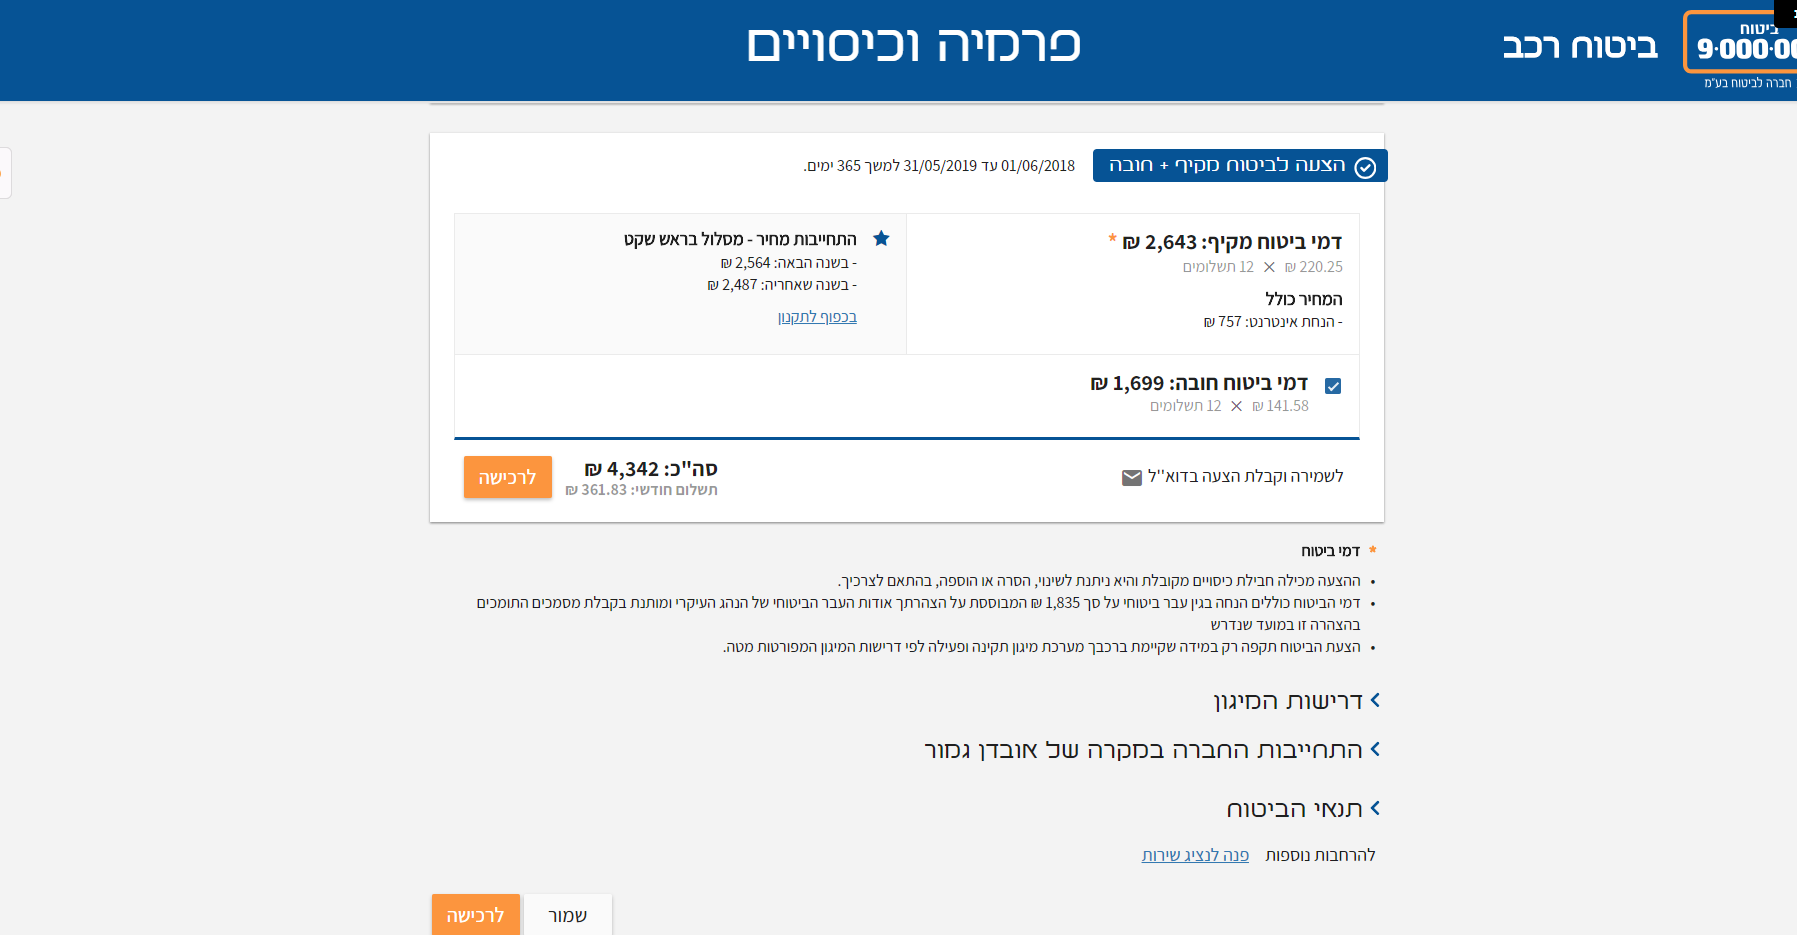 ביטוח
חברה לביטוח בע"מ
ביטוח רכב
פרמיה וכיסויים
הצעה לביטוח מקיף + חובה
01/06/2018 עד 31/05/2019 למשך 365 ימים.
דמי ביטוח מקיף: 2,643 ₪ *
220.25 ₪ × 12 תשלומים
המחיר כולל
- הנחת אינטרנט: 757 ₪
התחייבות מחיר - מסלול בראש שקט
- בשנה הבאה: 2,564 ₪
- בשנה שאחריה: 2,487 ₪
בכפוף לתקנון
דמי ביטוח חובה: 1,699 ₪
141.58 ₪ × 12 תשלומים
לשמירה וקבלת הצעה בדוא''ל
סה"כ: 4,342 ₪
תשלום חודשי: 361.83 ₪
לרכישה
* דמי ביטוח
• ההצעה מכילה חבילת כיסויים מקובלת והיא ניתנת לשינוי, הסרה או הוספה, בהתאם לצרכיך.
• דמי הביטוח כוללים הנחה בגין עבר ביטוחי על סך 1,835 ₪ המבוססת על הצהרתך אודות העבר הביטוחי של הנהג העיקרי ומותנת בקבלת מסמכים התומכים
בהצהרה זו במועד שנדרש
• הצעת הביטוח תקפה רק במידה שקיימת ברכבך מערכת מיגון תקינה ופעילה לפי דרישות המיגון המפורטות מטה.
דרישות המיגון
התחייבות החברה במקרה של אובדן גמור
תנאי הביטוח
להרחבות נוספות פנה לנציג שירות
שמור
לרכישה